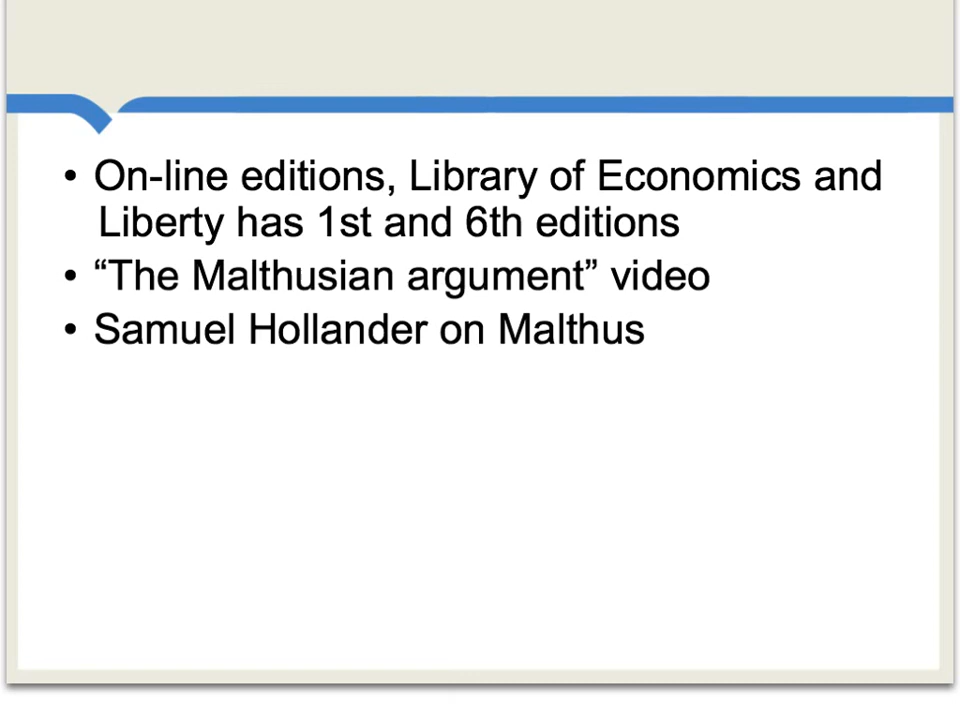 • On-line editions, Library of Economics and
Liberty has 1st and 6th editions
• “The Malthusian argument” video
• Samuel Hollander on Malthus